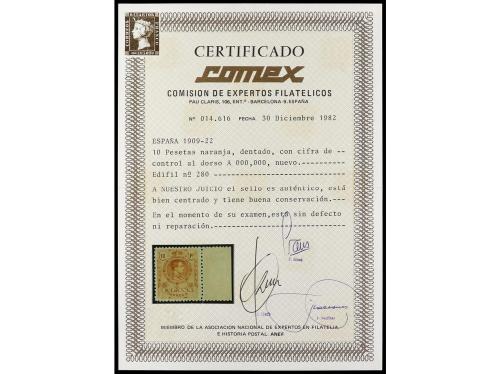 CERTIFICADO
comex
COMISION DE EXPERTOS FILATELICOS
PAU CLARIS, 106, ENT.º - BARCELONA-9. ESPAÑA
Nº 014.616 FECHA 30 Diciembre 1982
ESPAÑA 1909-22
10 Pesetas naranja, dentado, con cifra de --
control al dorso A 000,000, nuevo.
Edifil nº 280
A NUESTRO JUICIO el sello es auténtico, está
bien centrado y tiene buena conservación.
En el momento de su examen, está sin defecto
ni reparación.
MIEMBRO DE LA ASOCIACION NACIONAL DE EXPERTOS EN FILATELIA
E HISTORIA POSTAL. ANEF